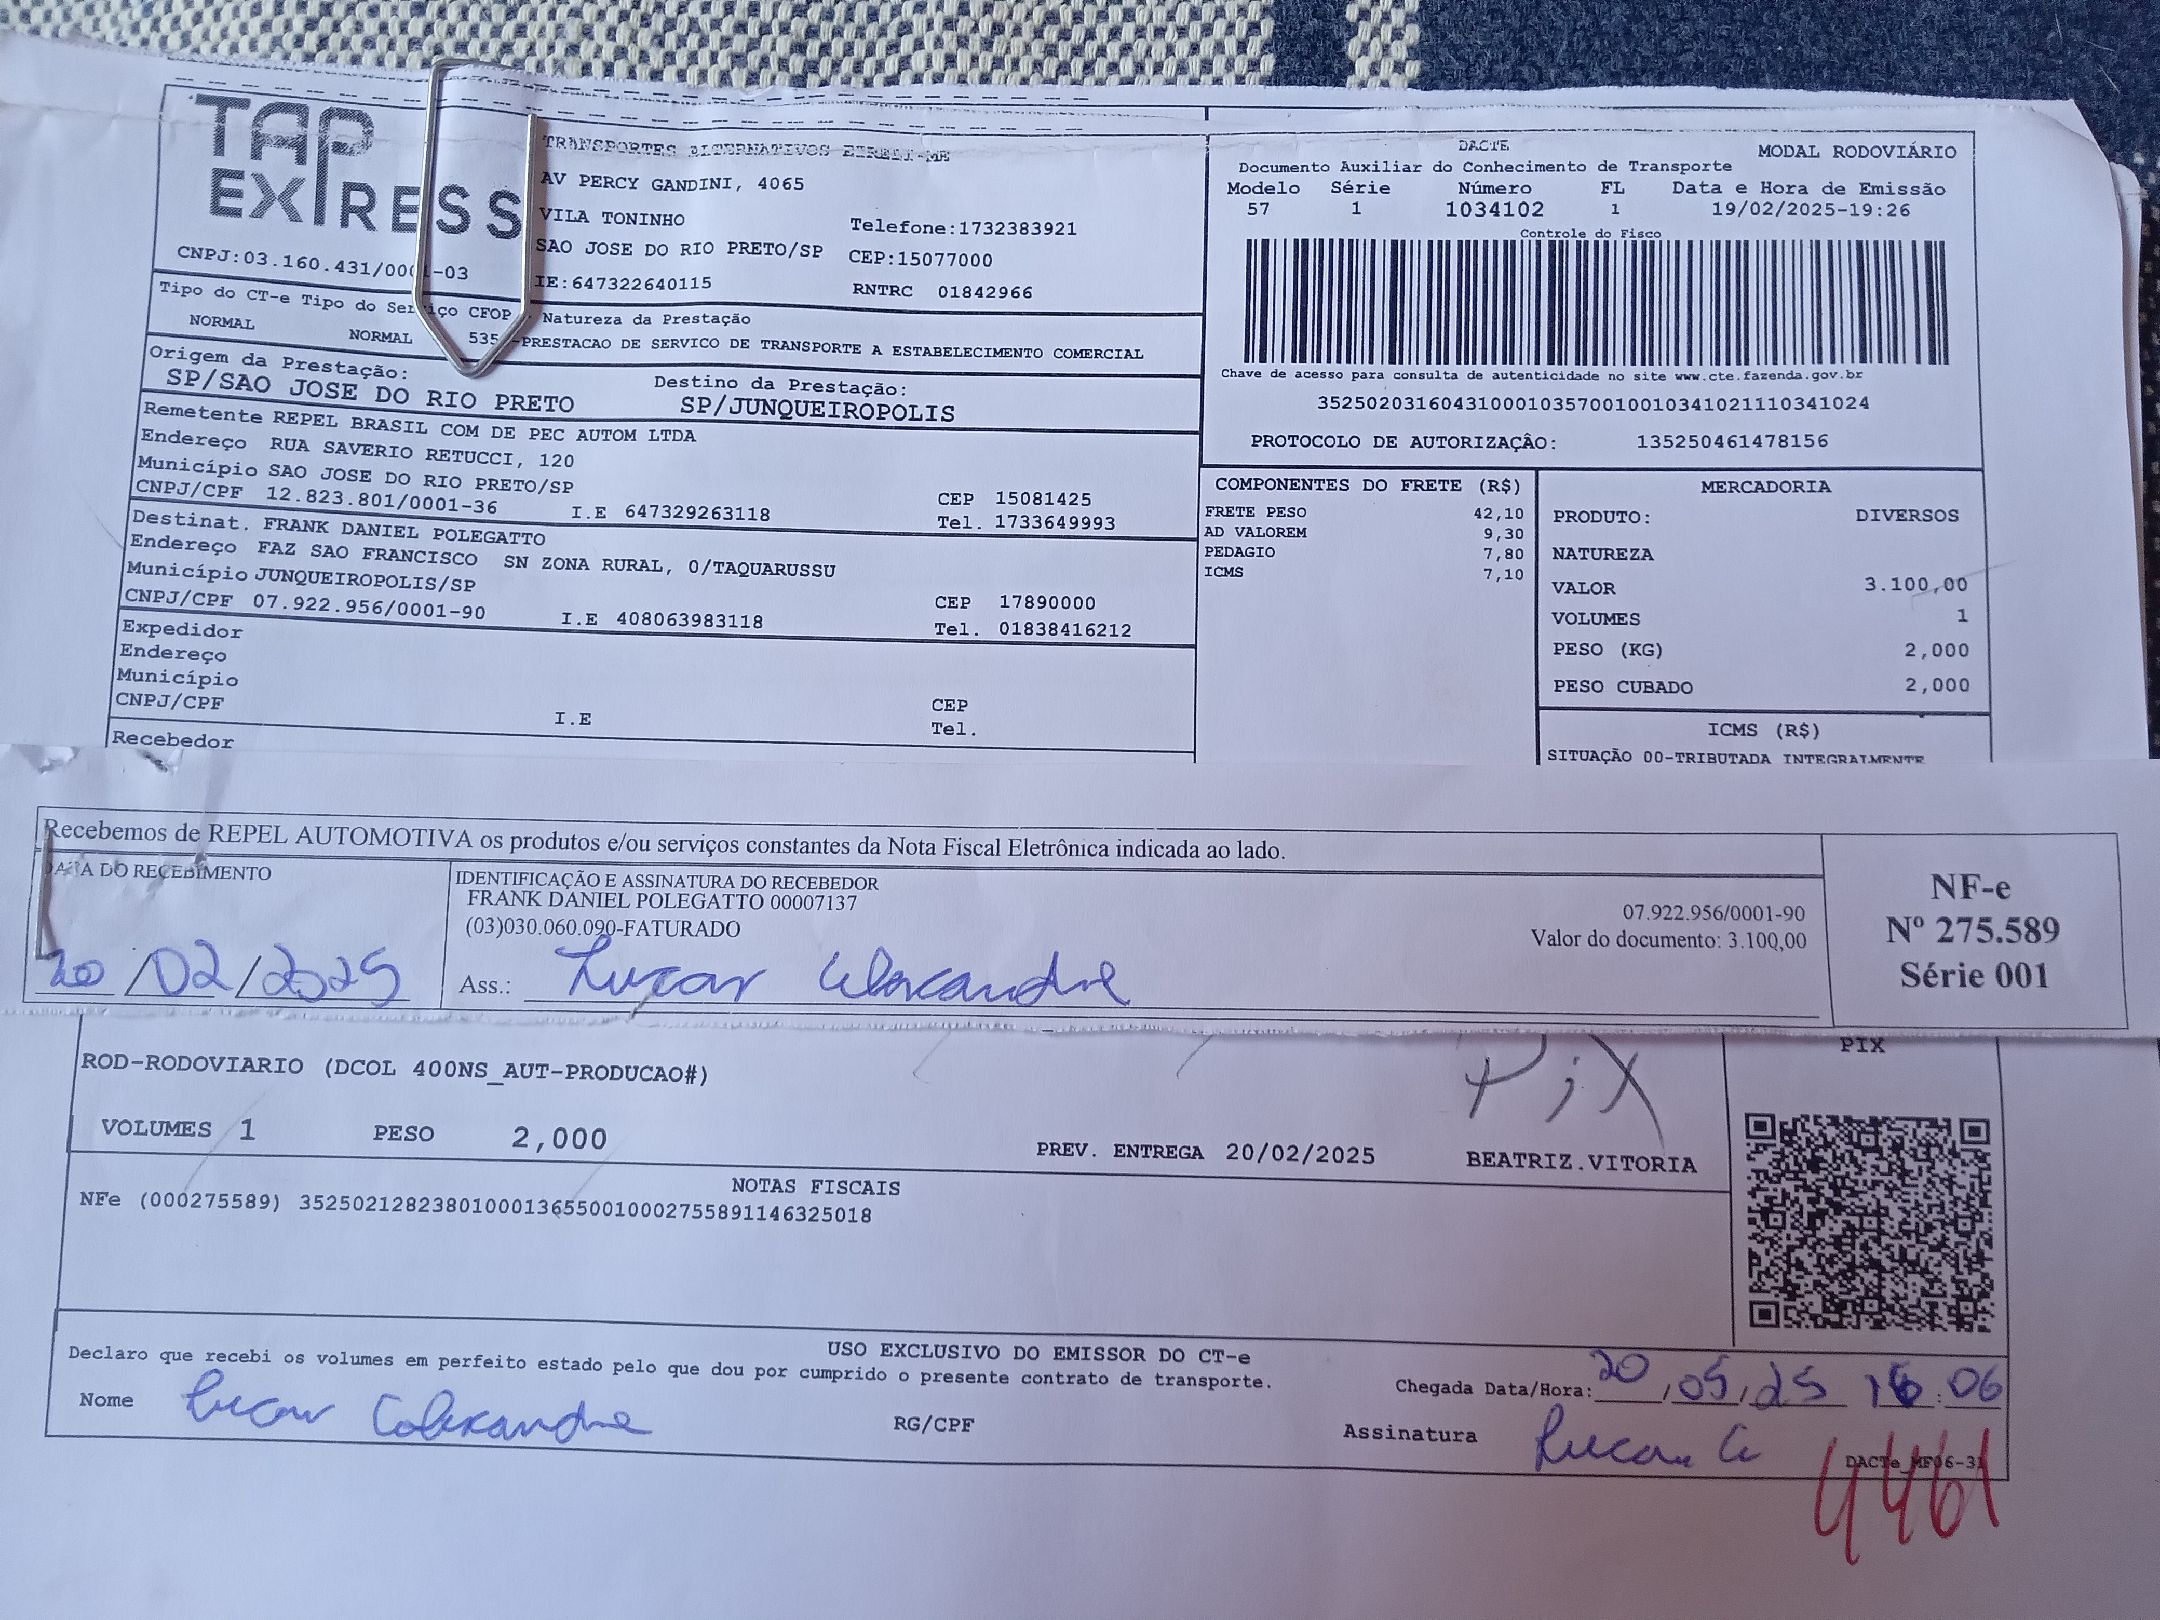 TAP EXPRESS
TRANSPORTES ALTERNATIVOS EIRELI-ME
AV PERCY GANDINI, 4065
VILA TONINHO Telefone:1732383921
SAO JOSE DO RIO PRETO/SP CEP:15077000
IE:647322640115 RNTRC 01842966
CNPJ:03.160.431/0001-03
Tipo do CT-e Tipo do Serviço CFOP - Natureza da Prestação
NORMAL NORMAL 535 -PRESTACAO DE SERVICO DE TRANSPORTE A ESTABELECIMENTO COMERCIAL
Origem da Prestação: Destino da Prestação:
SP/SAO JOSE DO RIO PRETO SP/JUNQUEIROPOLIS
Remetente REPEL BRASIL COM DE PEC AUTOM LTDA
Endereço RUA SAVERIO RETUCCI, 120
Município SAO JOSE DO RIO PRETO/SP CEP 15081425
CNPJ/CPF 12.823.801/0001-36 I.E 647329263118 Tel. 1733649993
Destinat. FRANK DANIEL POLEGATTO
Endereço FAZ SAO FRANCISCO SN ZONA RURAL, 0/TAQUARUSSU
Município JUNQUEIROPOLIS/SP CEP 17890000
CNPJ/CPF 07.922.956/0001-90 I.E 408063983118 Tel. 01838416212
Expedidor
Endereço
Município CEP
CNPJ/CPF I.E Tel.
Recebedor
DACTE MODAL RODOVIÁRIO
Documento Auxiliar do Conhecimento de Transporte
Modelo Série Número FL Data e Hora de Emissão
57 1 1034102 1 19/02/2025-19:26
Controle do Fisco
Chave de acesso para consulta de autenticidade no site www.cte.fazenda.gov.br
35250203160431000103570010010341021110341024
PROTOCOLO DE AUTORIZAÇÂO: 135250461478156
COMPONENTES DO FRETE (R$)
FRETE PESO 42,10
AD VALOREM 9,30
PEDAGIO 7,80
ICMS 7,10
MERCADORIA
PRODUTO: DIVERSOS
NATUREZA
VALOR 3.100,00
VOLUMES 1
PESO (KG) 2,000
PESO CUBADO 2,000
ICMS (R$)
SITUAÇÃO 00-TRIBUTADA INTEGRALMENTE
Recebemos de REPEL AUTOMOTIVA os produtos e/ou serviços constantes da Nota Fiscal Eletrônica indicada ao lado.
DATA DO RECEBIMENTO
20/02/2025
IDENTIFICAÇÃO E ASSINATURA DO RECEBEDOR
FRANK DANIEL POLEGATTO 00007137 07.922.956/0001-90
(03)030.060.090-FATURADO Valor do documento: 3.100,00
Ass.: Lucas Alexandre
NF-e
Nº 275.589
Série 001
PIX
Pix
ROD-RODOVIARIO (DCOL 400NS_AUT-PRODUCAO#)
VOLUMES 1 PESO 2,000 PREV. ENTREGA 20/02/2025 BEATRIZ.VITORIA
NOTAS FISCAIS
NFe (000275589) 35250212823801000136550010002755891146325018
USO EXCLUSIVO DO EMISSOR DO CT-e
Declaro que recebi os volumes em perfeito estado pelo que dou por cumprido o presente contrato de transporte.
Chegada Data/Hora: 20/05/25 16:06
Nome Lucas Alexandre RG/CPF Assinatura Lucas A
DACTe_MF06-31
4461